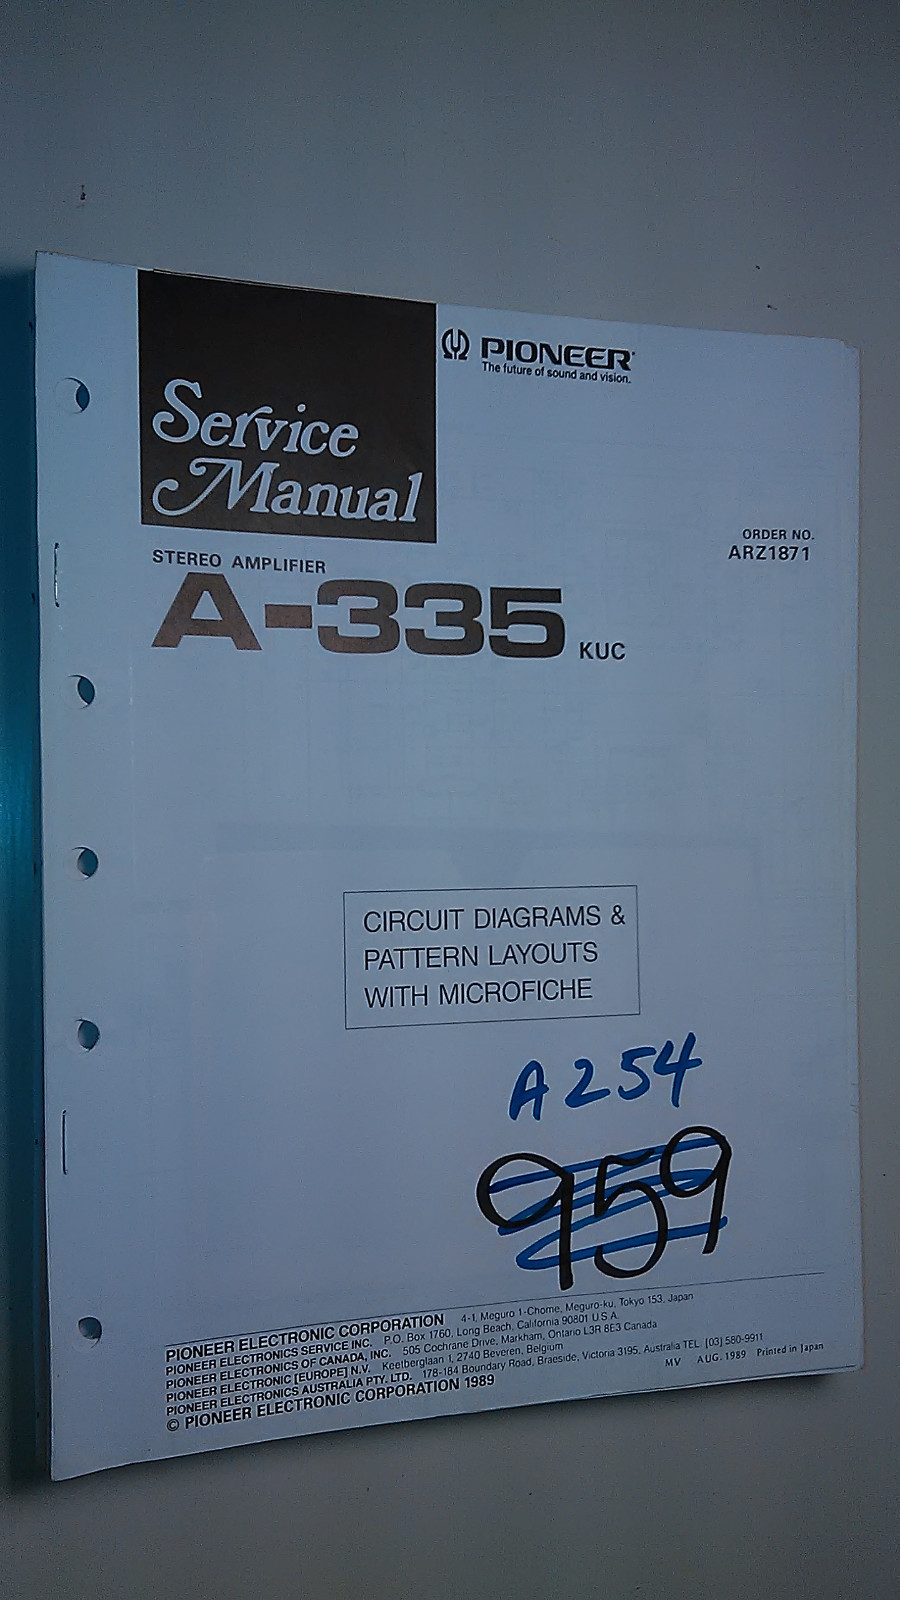 PIONEER
The future of sound and vision.
Service
Manual
ORDER NO.
ARZ1871
STEREO AMPLIFIER
A-335 KUC
CIRCUIT DIAGRAMS &
PATTERN LAYOUTS
WITH MICROFICHE
A254
959
PIONEER ELECTRONIC CORPORATION 4-1, Meguro 1-Chome, Meguro-ku, Tokyo 153, Japan
PIONEER ELECTRONICS SERVICE INC. P.O. Box 1760, Long Beach, California 90801 U.S.A.
PIONEER ELECTRONICS OF CANADA, INC. 505 Cochrane Drive, Markham, Ontario L3R 8E3 Canada
PIONEER ELECTRONIC [EUROPE] N.V. Keetberglaan 1, 2740 Beveren, Belgium
PIONEER ELECTRONICS AUSTRALIA PTY. LTD. 178-184 Boundary Road, Braeside, Victoria 3195, Australia TEL [03] 580-9911
© PIONEER ELECTRONIC CORPORATION 1989
MV AUG. 1989 Printed in Japan